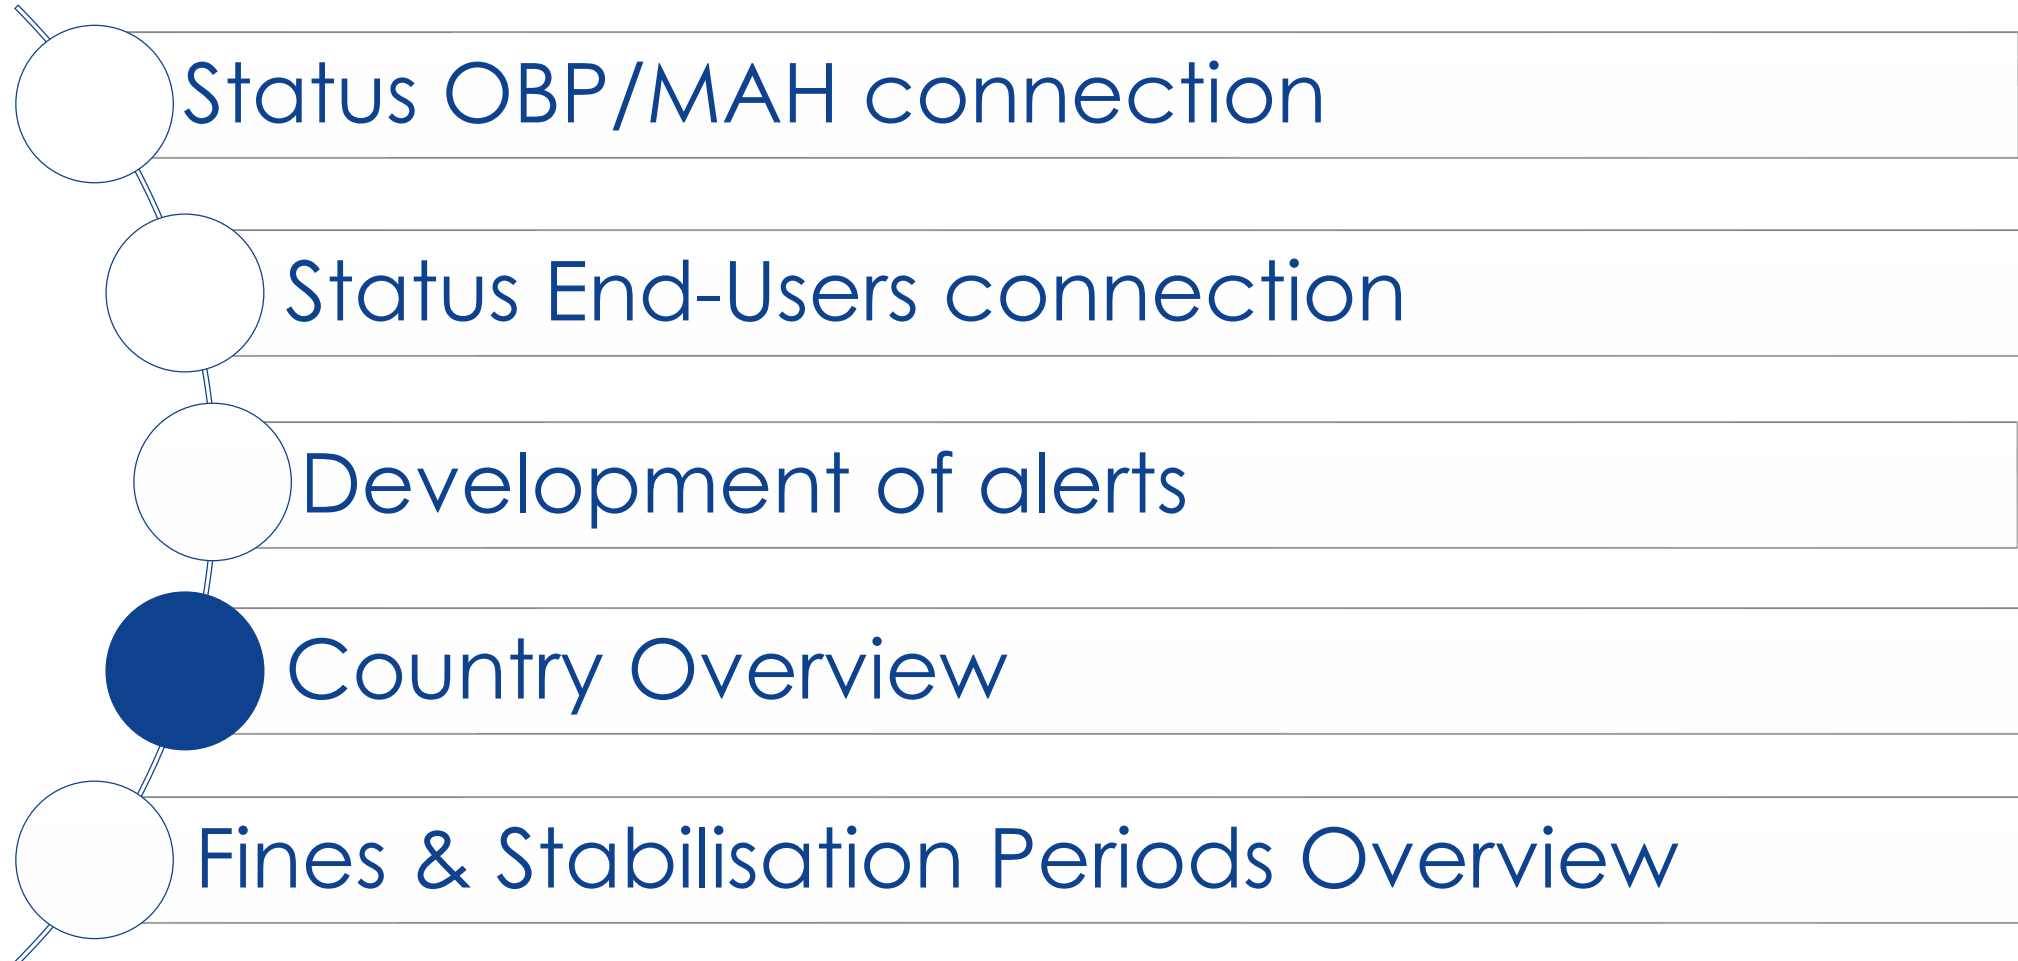 Status OBP/MAH connection
Status End-Users connection
Development of alerts
Country Overview
Fines & Stabilisation Periods Overview